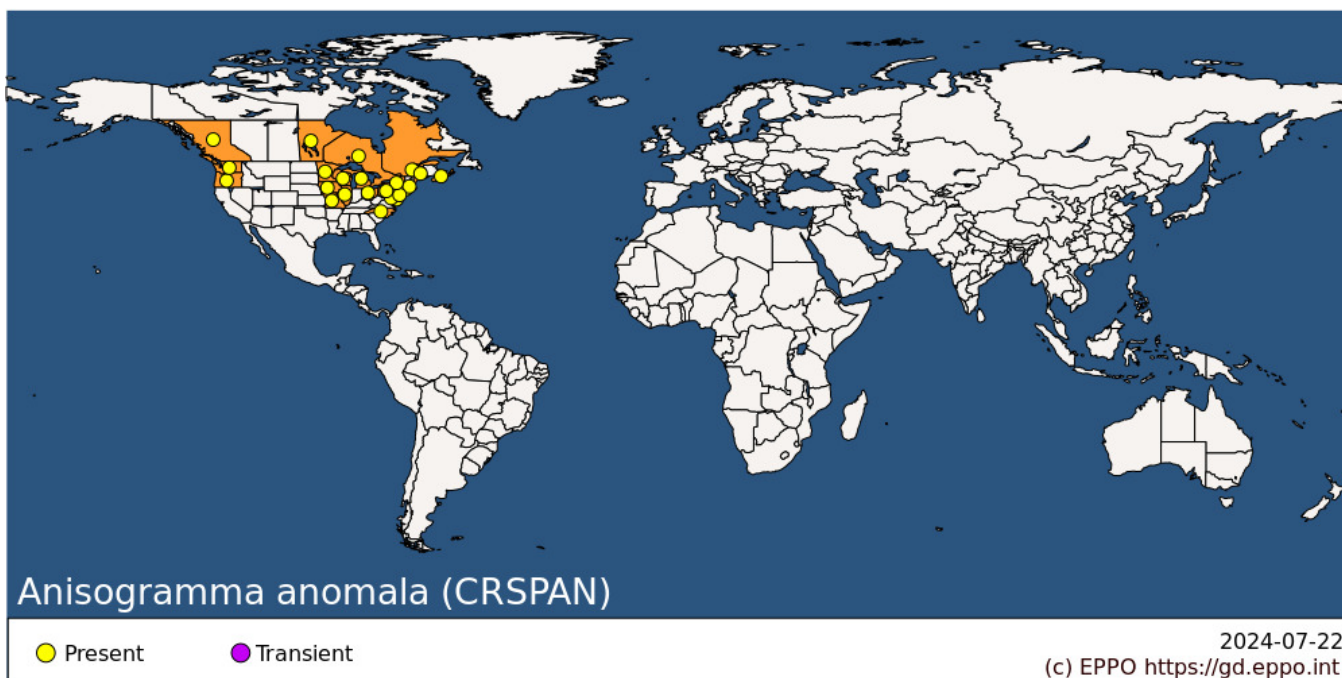 Anisogramma anomala (CRSPAN)
Present
Transient
2024-07-22
(c) EPPO https://gd.eppo.int